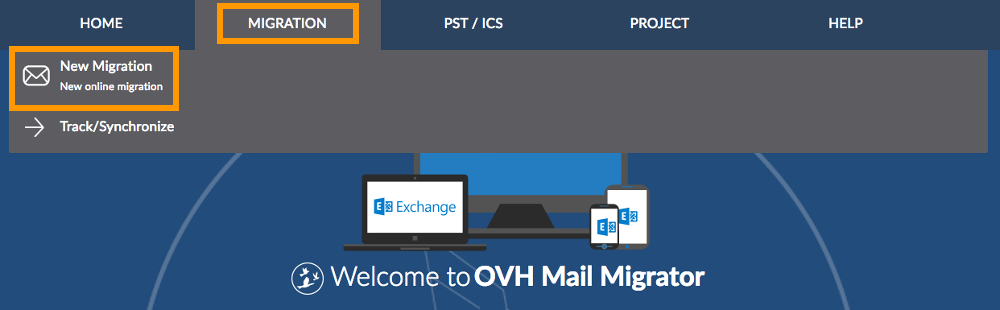 HOME MIGRATION PST / ICS PROJECT HELP
New Migration
New online migration
Track/Synchronize
E Exchange
E
E
Welcome to OVH Mail Migrator